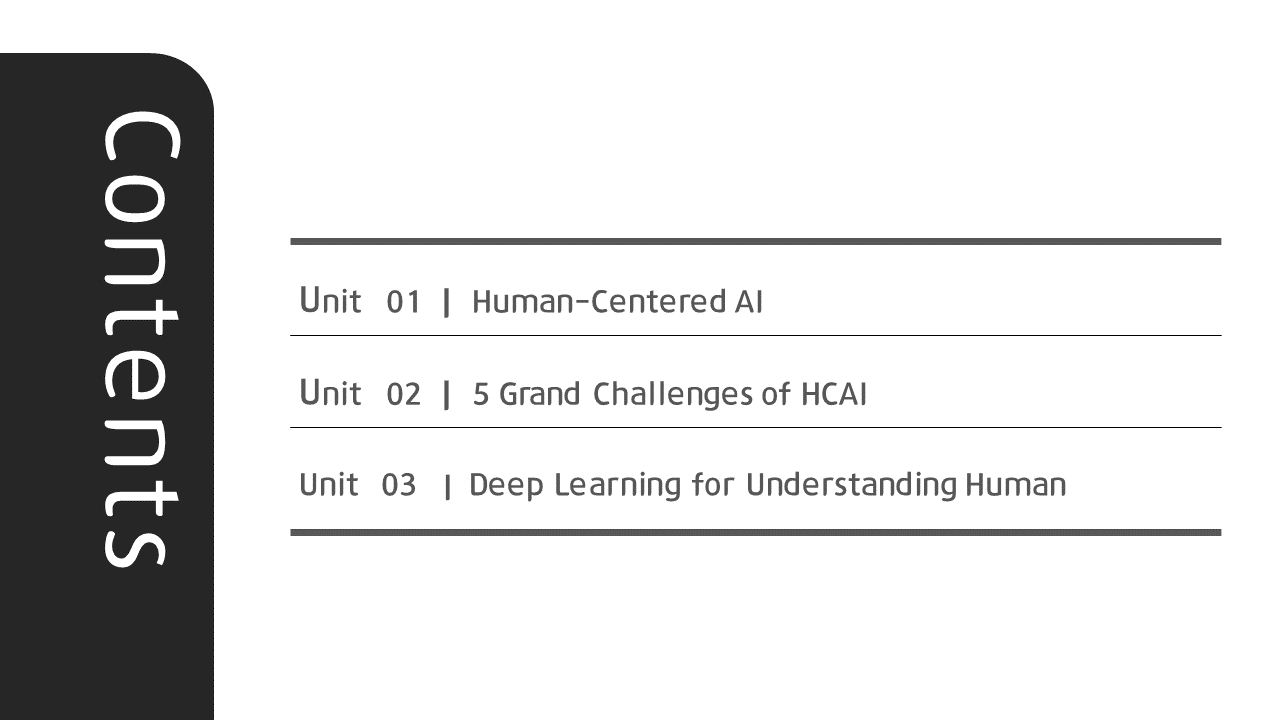 Contents
Unit 01 | Human-Centered AI
Unit 02 | 5 Grand Challenges of HCAI
Unit 03 | Deep Learning for Understanding Human